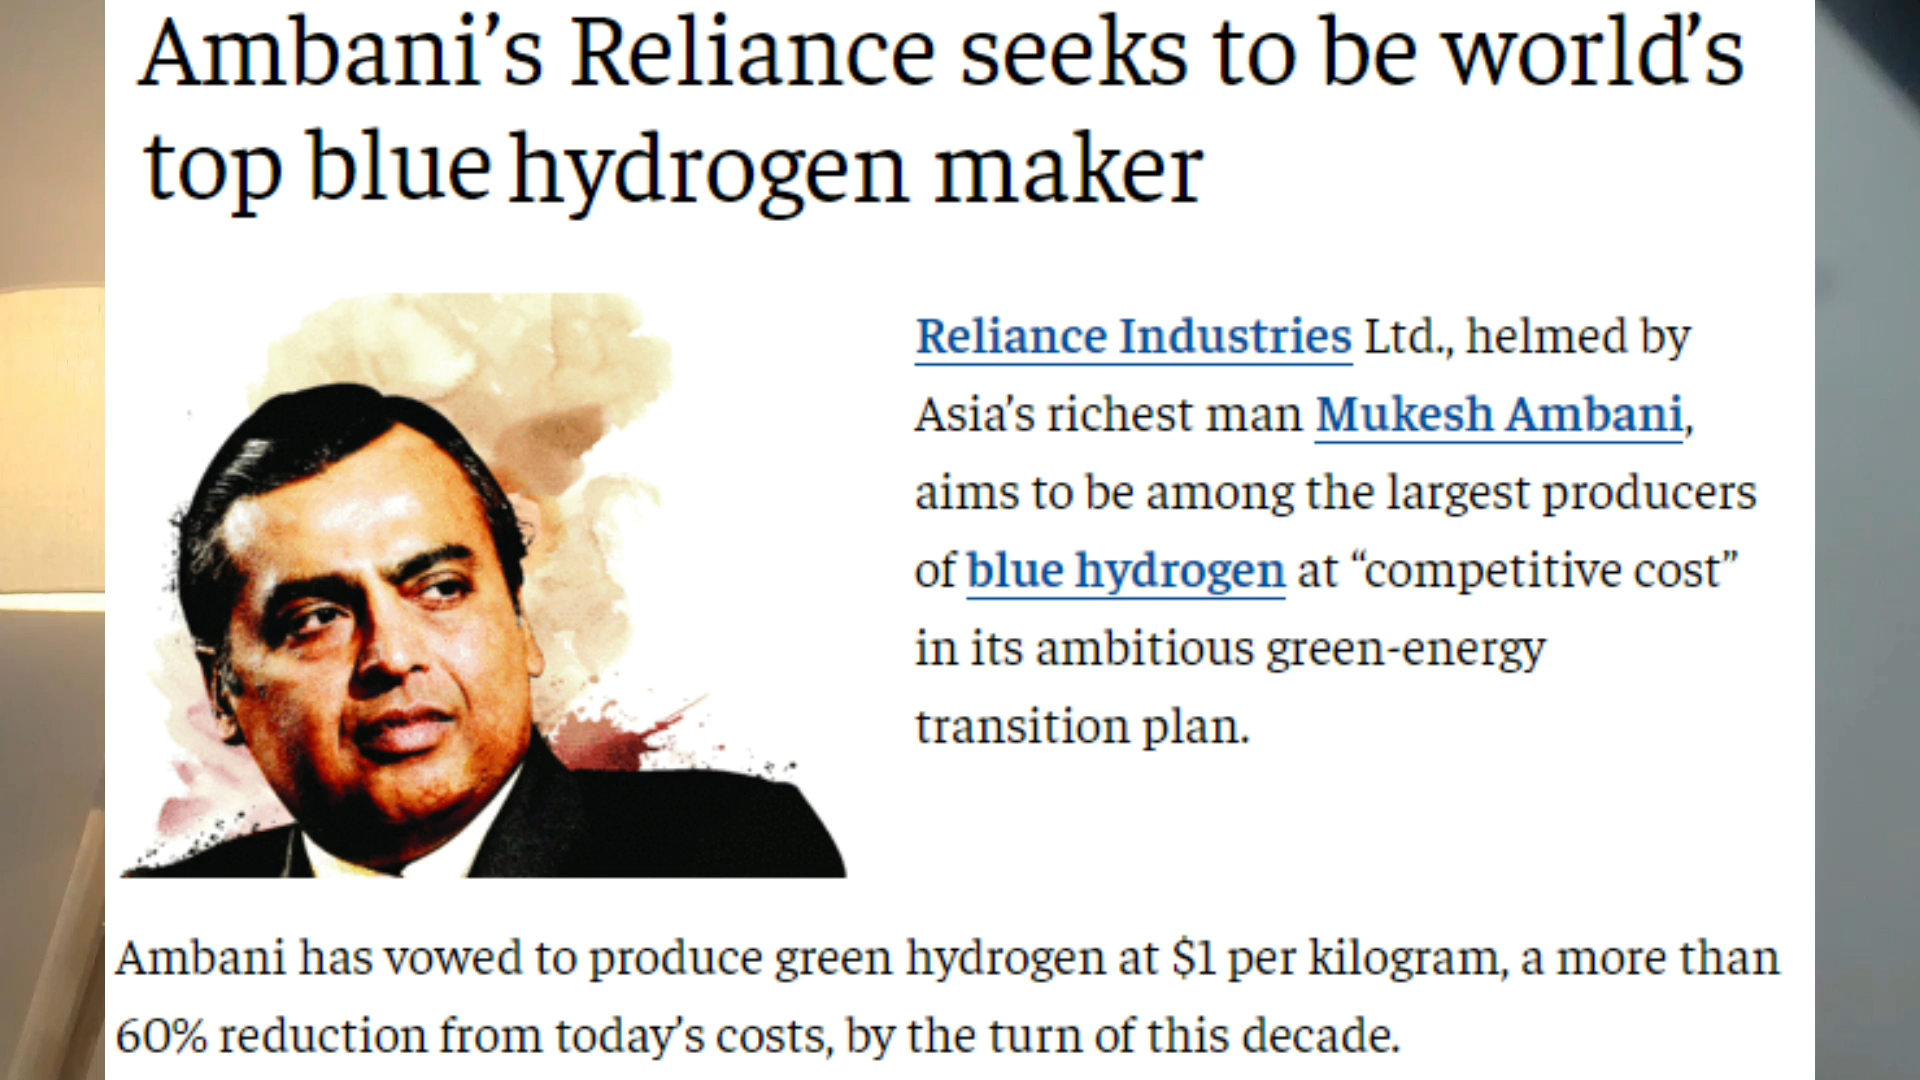 Ambani’s Reliance seeks to be world’s
top blue hydrogen maker
Reliance Industries Ltd., helmed by
Asia’s richest man Mukesh Ambani,
aims to be among the largest producers
of blue hydrogen at “competitive cost”
in its ambitious green-energy
transition plan.
Ambani has vowed to produce green hydrogen at $1 per kilogram, a more than
60% reduction from today’s costs, by the turn of this decade.